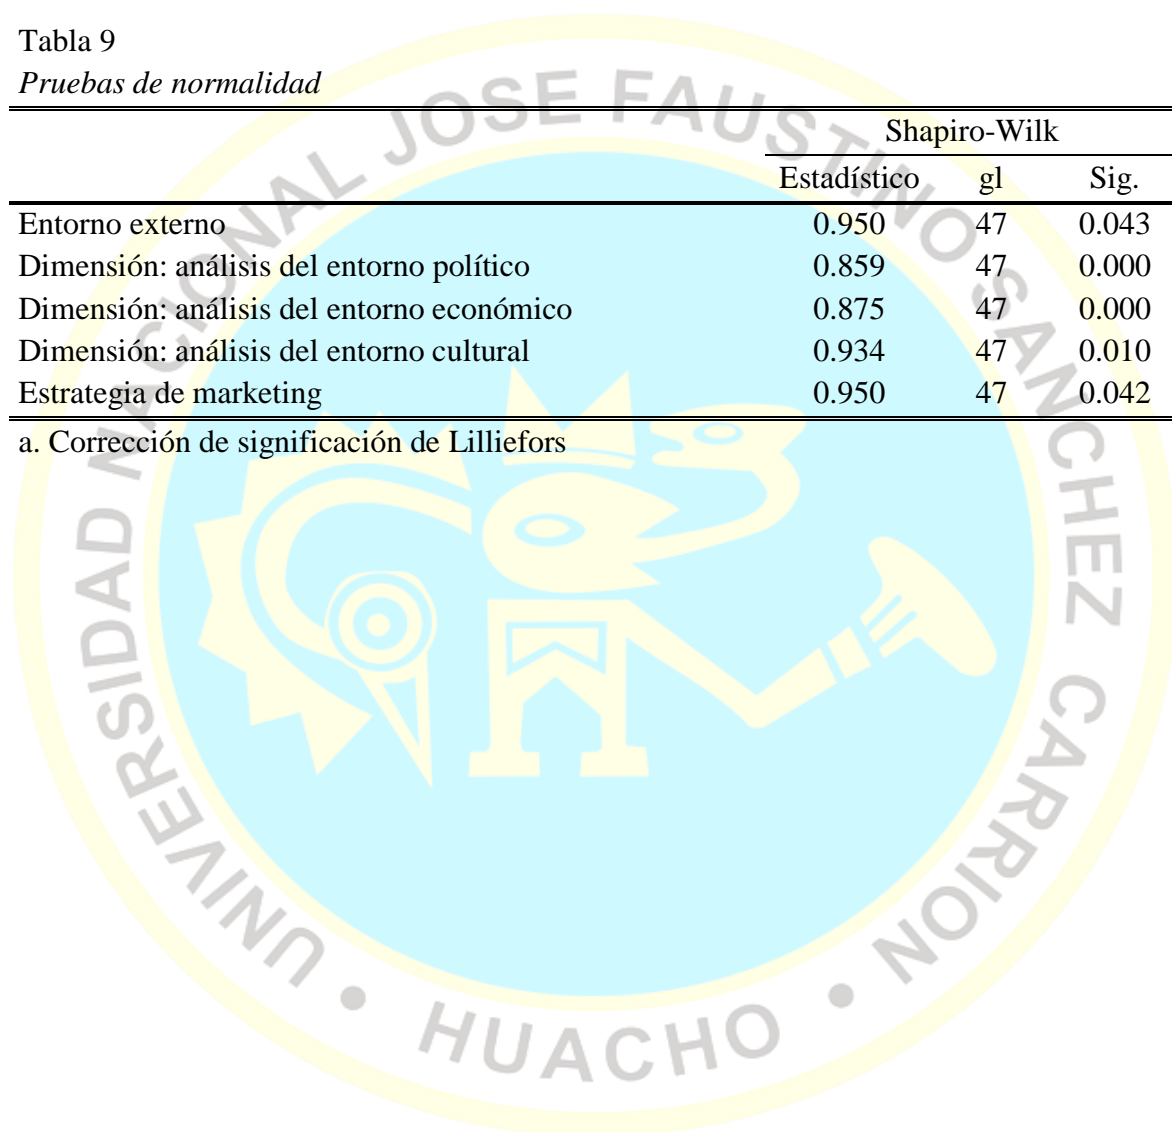 Tabla 9
Pruebas de normalidad
Shapiro-Wilk
Estadístico gl Sig.
Entorno externo 0.950 47 0.043
Dimensión: análisis del entorno político 0.859 47 0.000
Dimensión: análisis del entorno económico 0.875 47 0.000
Dimensión: análisis del entorno cultural 0.934 47 0.010
Estrategia de marketing 0.950 47 0.042
a. Corrección de significación de Lilliefors
UNIVERSIDAD NACIONAL JOSE FAUSTINO SANCHEZ CARRION • HUACHO •